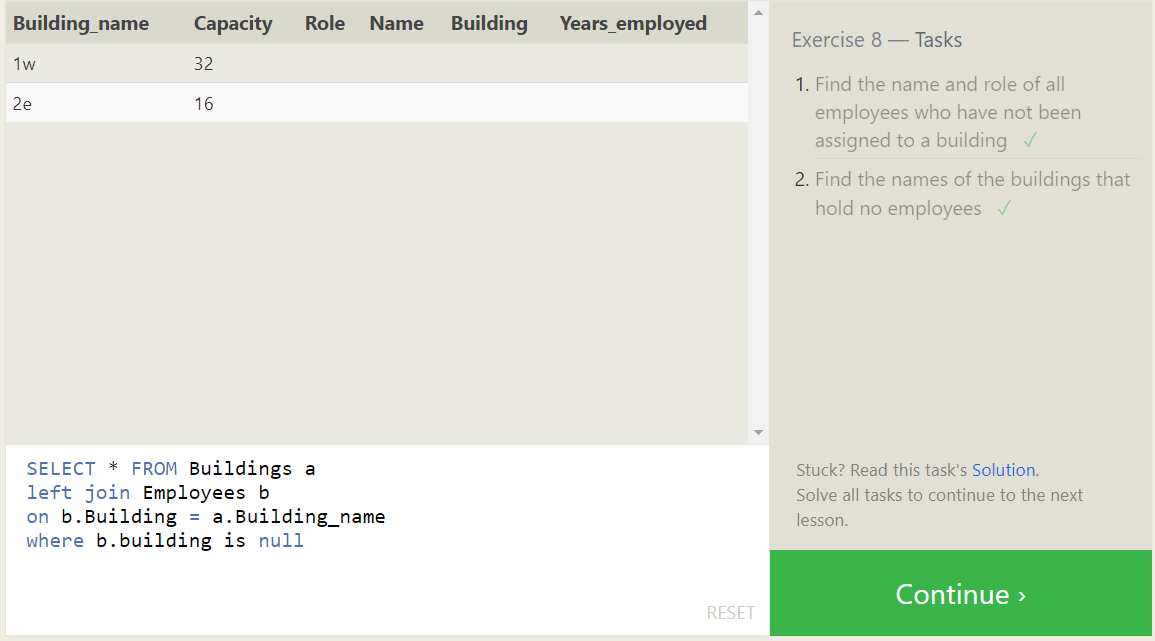 Building_name Capacity Role Name Building Years_employed
1w 32
2e 16
SELECT * FROM Buildings a
left join Employees b
on b.Building = a.Building_name
where b.building is null
RESET
Exercise 8 — Tasks
1. Find the name and role of all
employees who have not been
assigned to a building ✓
2. Find the names of the buildings that
hold no employees ✓
Stuck? Read this task's Solution.
Solve all tasks to continue to the next
lesson.
Continue ›